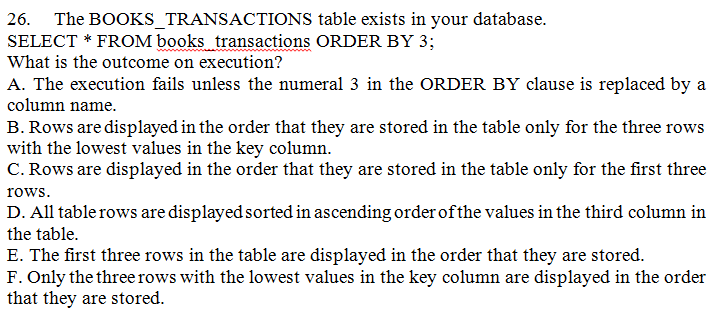 26. The BOOKS_TRANSACTIONS table exists in your database.
SELECT * FROM books_transactions ORDER BY 3;
What is the outcome on execution?
A. The execution fails unless the numeral 3 in the ORDER BY clause is replaced by a
column name.
B. Rows are displayed in the order that they are stored in the table only for the three rows
with the lowest values in the key column.
C. Rows are displayed in the order that they are stored in the table only for the first three
rows.
D. All table rows are displayed sorted in ascending order of the values in the third column in
the table.
E. The first three rows in the table are displayed in the order that they are stored.
F. Only the three rows with the lowest values in the key column are displayed in the order
that they are stored.